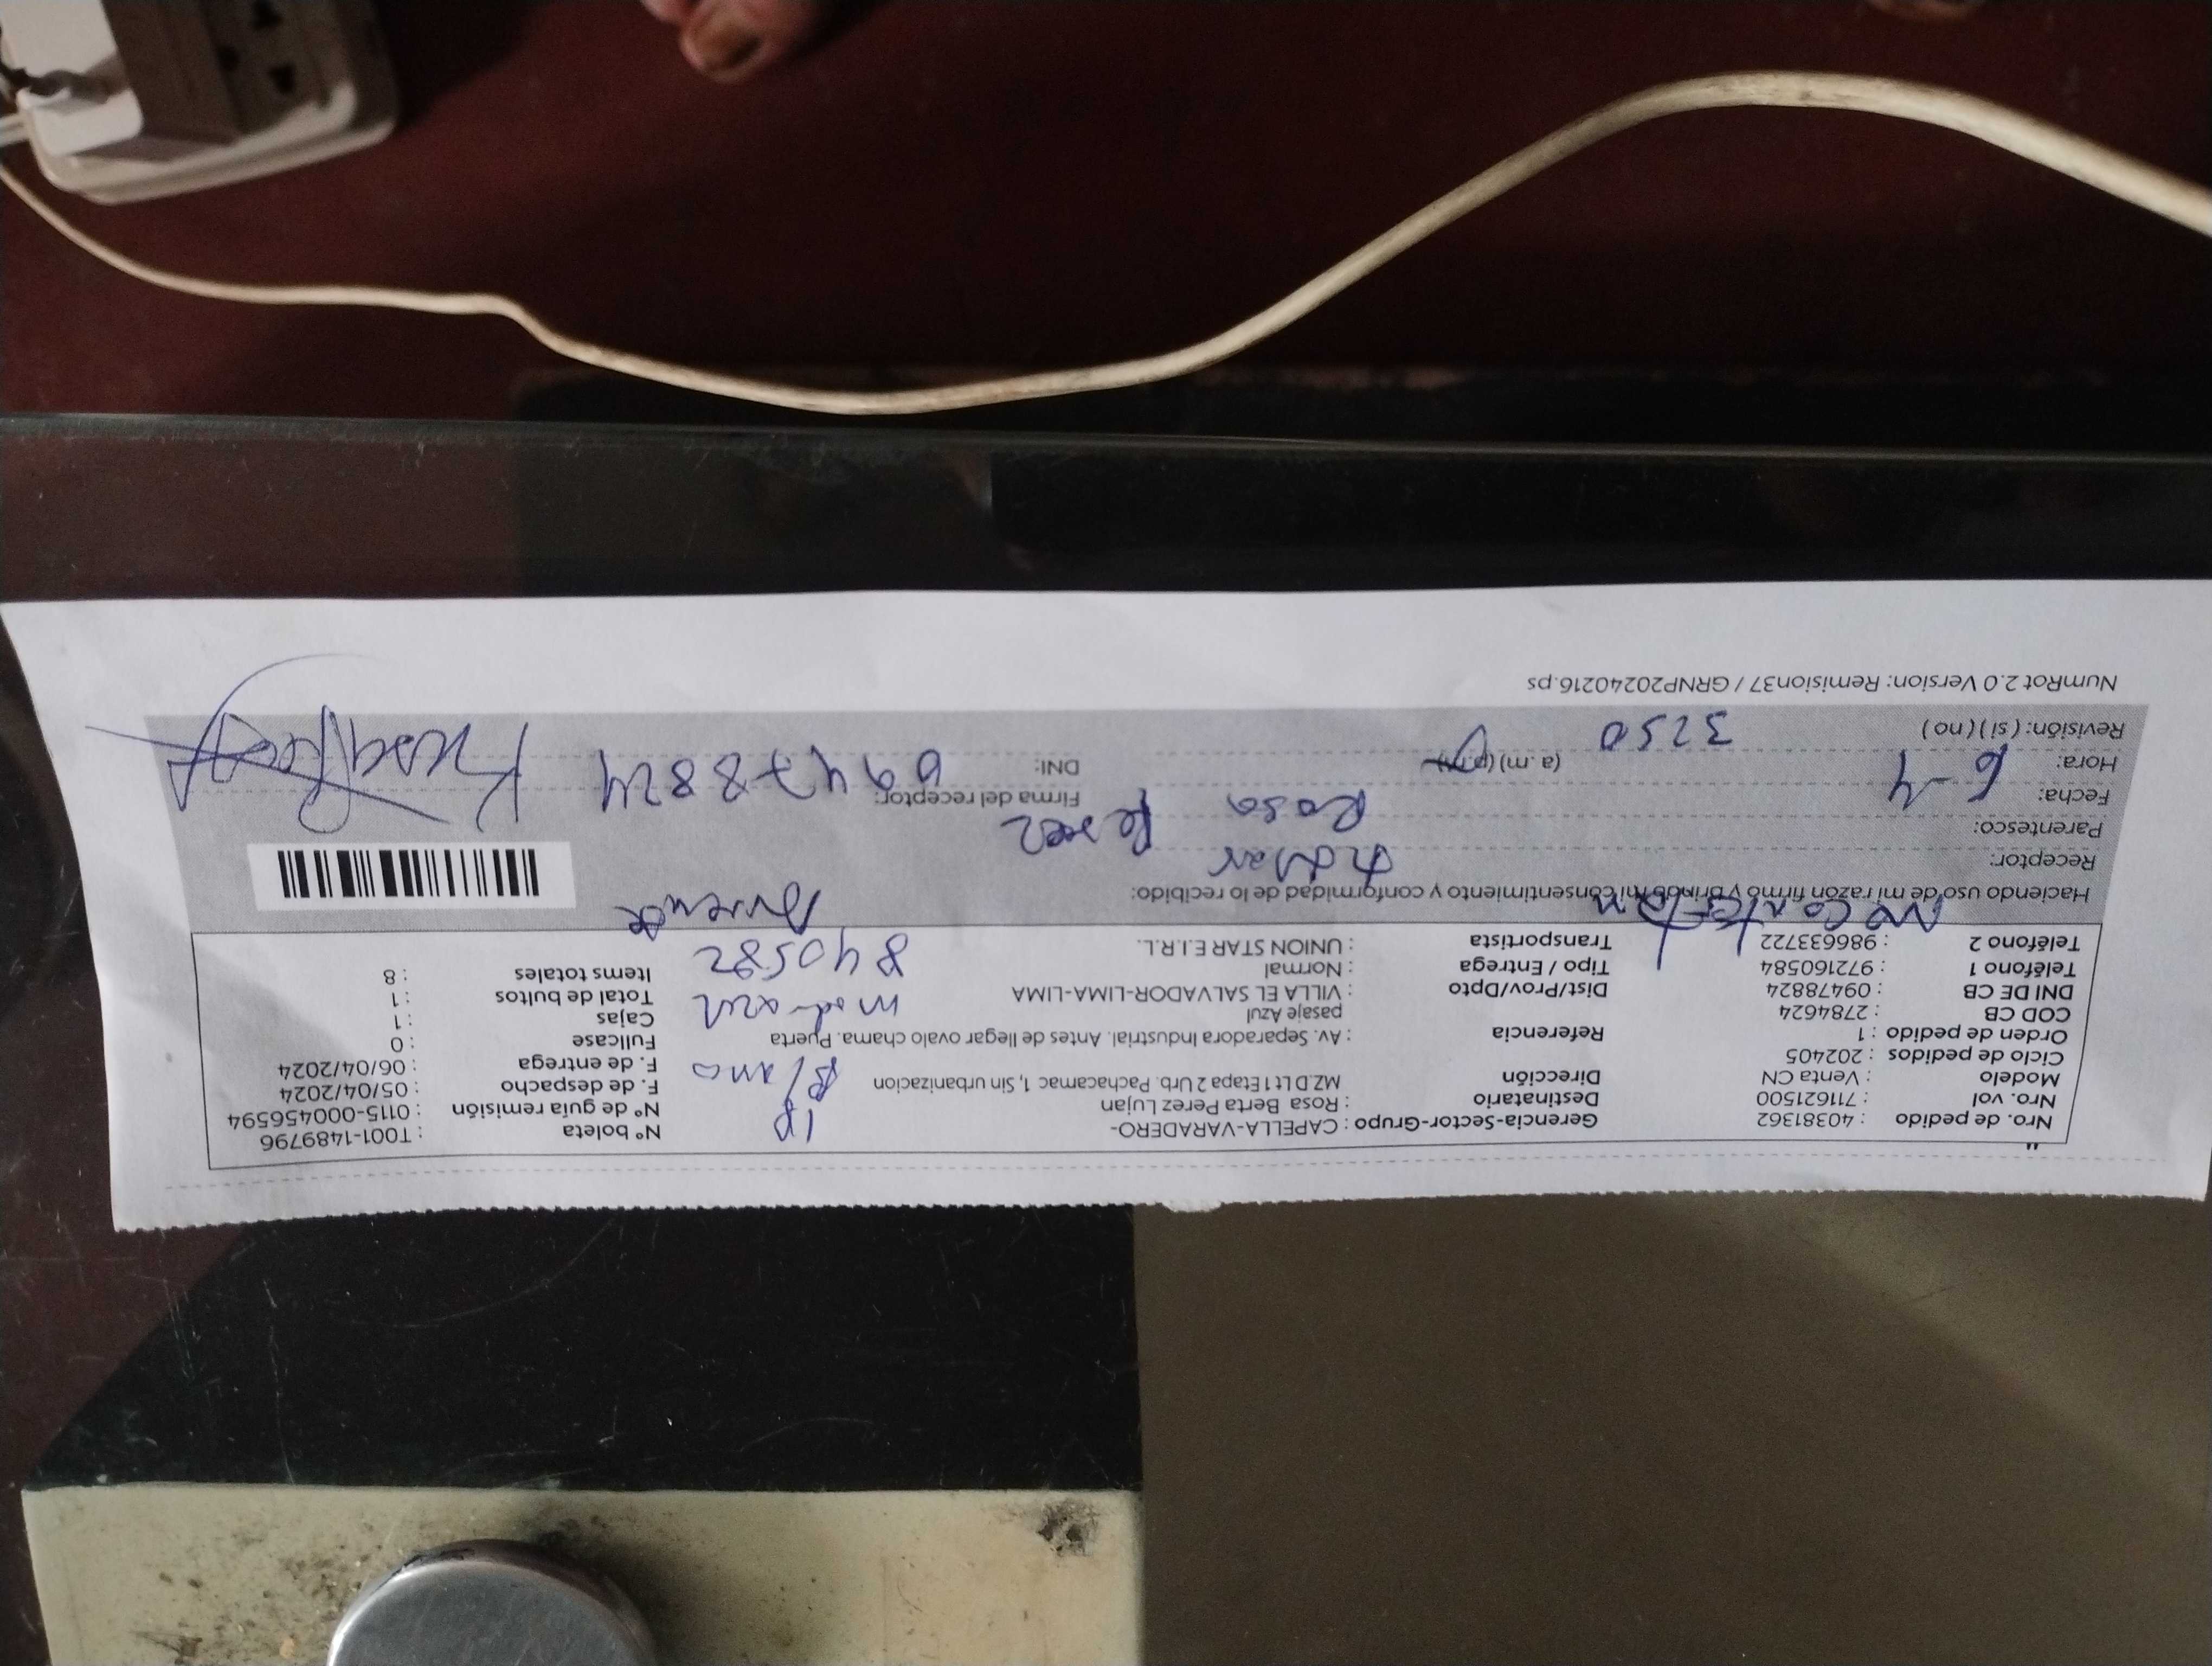 Nro. de pedido : 40381362
Nro. vol : 711621500
Modelo : Venta CN
Ciclo de pedidos : 202405
Orden de pedido : 1
COD CB : 2784624
DNI DE CB : 09478824
Teléfono 1 : 972160584
Teléfono 2 : 986633722
Gerencia-Sector-Grupo : CAPELLA-VARADERO-
Destinatario : Rosa Berta Perez Lujan
Dirección MZ.D Lt 1 Etapa 2 Urb. Pachacamac 1, Sin urbanizacion
Referencia : Av. Separadora Industrial. Antes de llegar ovalo chama. Puerta
pasaje Azul
Dist/Prov/Dpto : VILLA EL SALVADOR-LIMA-LIMA
Tipo / Entrega : Normal
Transportista : UNION STAR E.I.R.L.
1P
Blanco
840582
N° boleta : T001-1489796
N° de guía remisión : 0115-000456594
F. de despacho : 05/04/2024
F. de entrega : 06/04/2024
Fullcase : 0
Cajas : 1
Total de bultos : 1
Items totales : 8
No contestan
Haciendo uso de mi razón firmo y brindo mi consentimiento y conformidad de lo recibido:
Receptor:
Parentesco:
Rosa Perez
Fecha: 6-4
Firma del receptor:
Hora: (a.m) (p.m)
DNI: 09478824
Revisión: (si) (no) 3250
NumRot 2.0 Version: Remision37 / GRNP20240216.ps